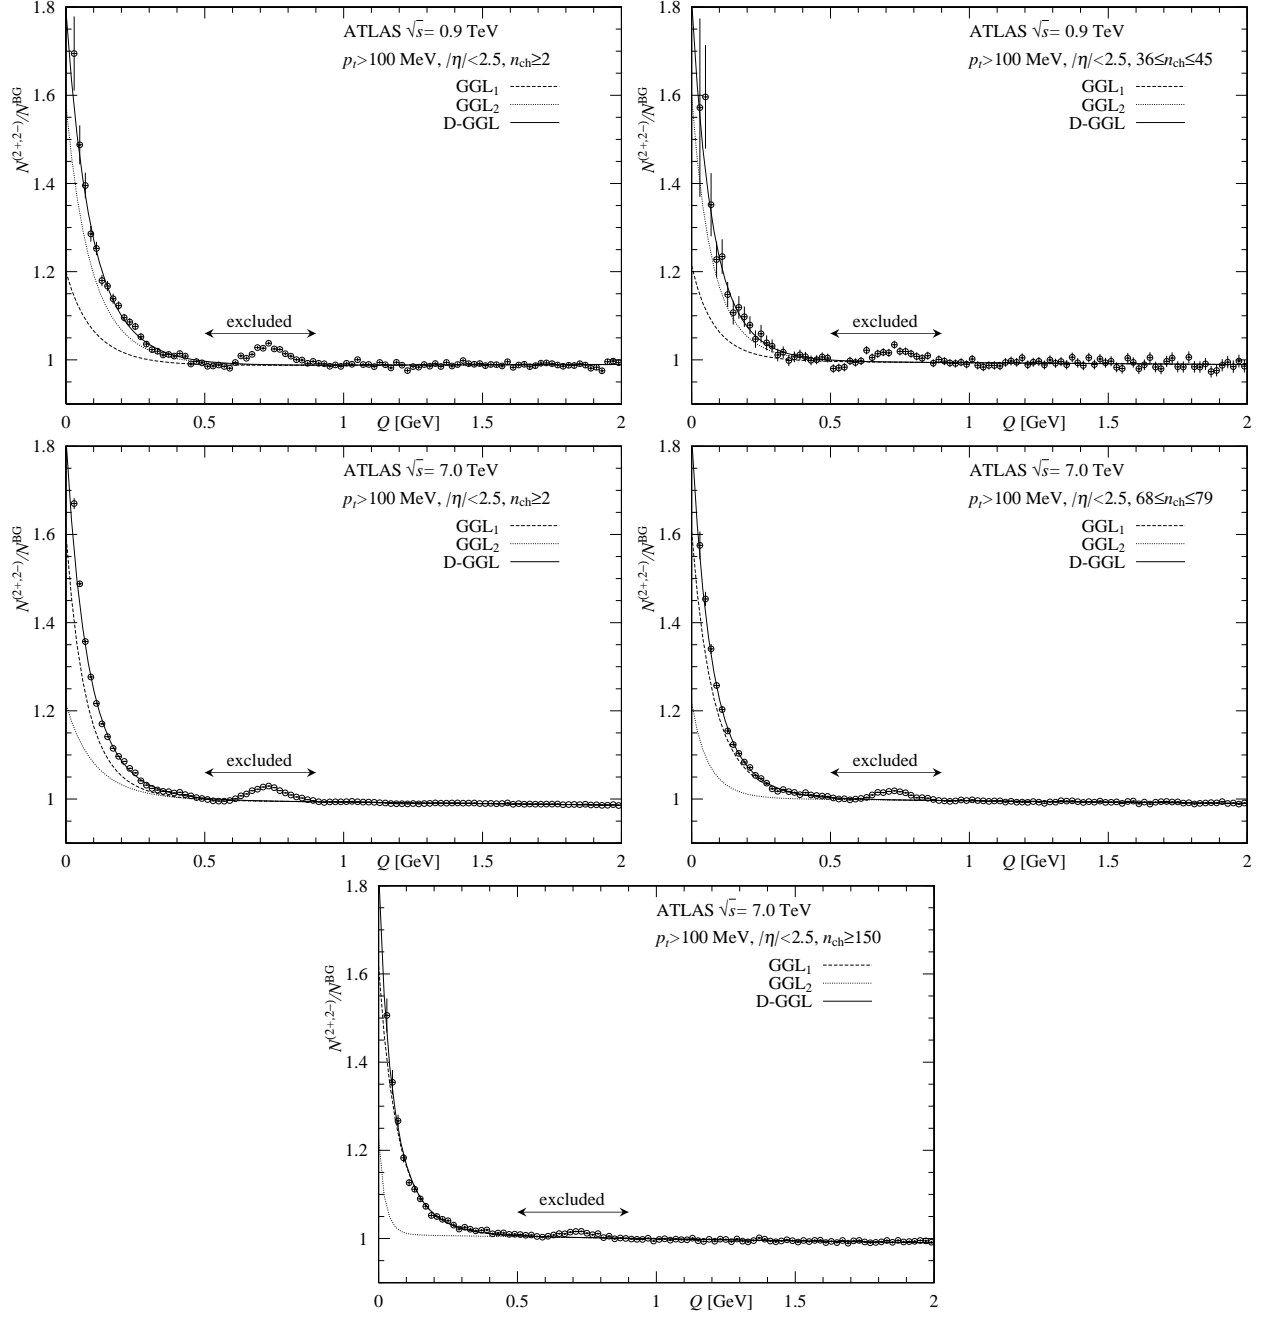 ATLAS √s= 0.9 TeV
pt>100 MeV, |η|<2.5, nch≥2
GGL1
GGL2
D-GGL
N(2+,2−)/NBG
1.8
1.6
1.4
1.2
1
excluded
0 0.5 1 Q [GeV] 1.5 2
ATLAS √s= 0.9 TeV
pt>100 MeV, |η|<2.5, 36≤nch≤45
GGL1
GGL2
D-GGL
N(2+,2−)/NBG
1.8
1.6
1.4
1.2
1
excluded
0 0.5 1 Q [GeV] 1.5 2
ATLAS √s= 7.0 TeV
pt>100 MeV, |η|<2.5, nch≥2
GGL1
GGL2
D-GGL
N(2+,2−)/NBG
1.8
1.6
1.4
1.2
1
excluded
0 0.5 1 Q [GeV] 1.5 2
ATLAS √s= 7.0 TeV
pt>100 MeV, |η|<2.5, 68≤nch≤79
GGL1
GGL2
D-GGL
N(2+,2−)/NBG
1.8
1.6
1.4
1.2
1
excluded
0 0.5 1 Q [GeV] 1.5 2
ATLAS √s= 7.0 TeV
pt>100 MeV, |η|<2.5, nch≥150
GGL1
GGL2
D-GGL
N(2+,2−)/NBG
1.8
1.6
1.4
1.2
1
excluded
0 0.5 1 Q [GeV] 1.5 2